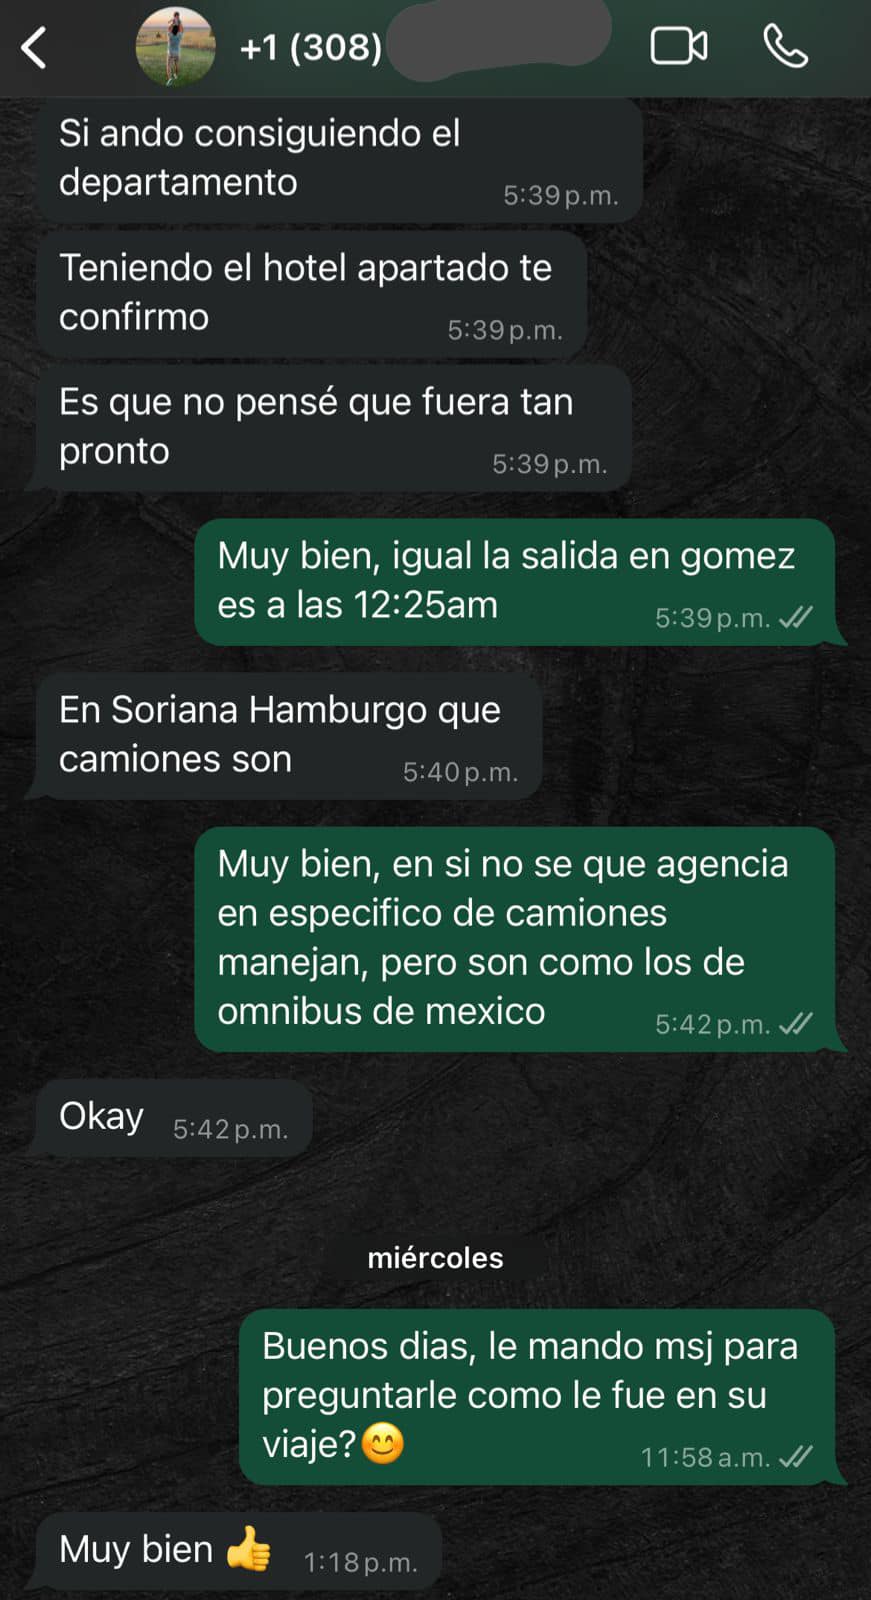 +1 (308)
Si ando consiguiendo el
departamento
5:39 p.m.
Teniendo el hotel apartado te
confirmo
5:39 p.m.
Es que no pensé que fuera tan
pronto
5:39 p.m.
Muy bien, igual la salida en gomez
es a las 12:25am
5:39 p.m.
En Soriana Hamburgo que
camiones son
5:40 p.m.
Muy bien, en si no se que agencia
en especifico de camiones
manejan, pero son como los de
omnibus de mexico
5:42 p.m.
Okay
5:42 p.m.
miércoles
Buenos dias, le mando msj para
preguntarle como le fue en su
viaje?😊
11:58 a.m.
Muy bien 👍
1:18 p.m.